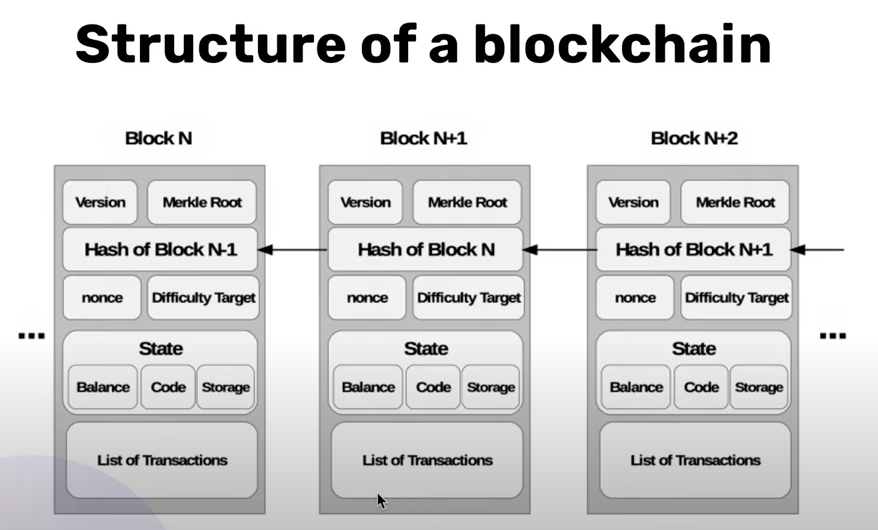 Structure of a blockchain
Block N
Version
Merkle Root
Hash of Block N-1
nonce
Difficulty Target
State
Balance
Code
Storage
List of Transactions
Block N+1
Version
Merkle Root
Hash of Block N
nonce
Difficulty Target
State
Balance
Code
Storage
List of Transactions
Block N+2
Version
Merkle Root
Hash of Block N+1
nonce
Difficulty Target
State
Balance
Code
Storage
List of Transactions
...
...